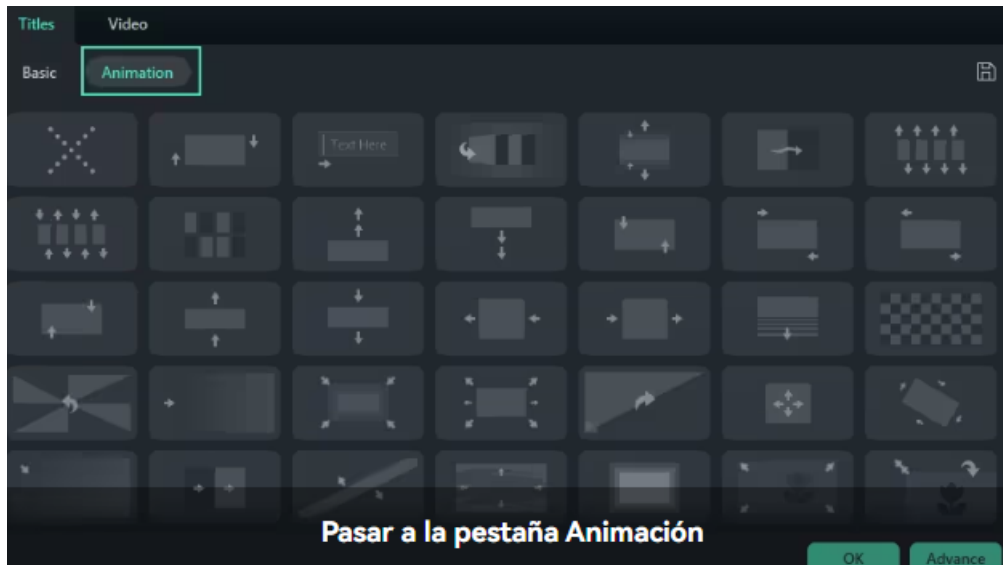 Titles Video
Basic Animation
Text Here
Pasar a la pestaña Animación
OK Advance